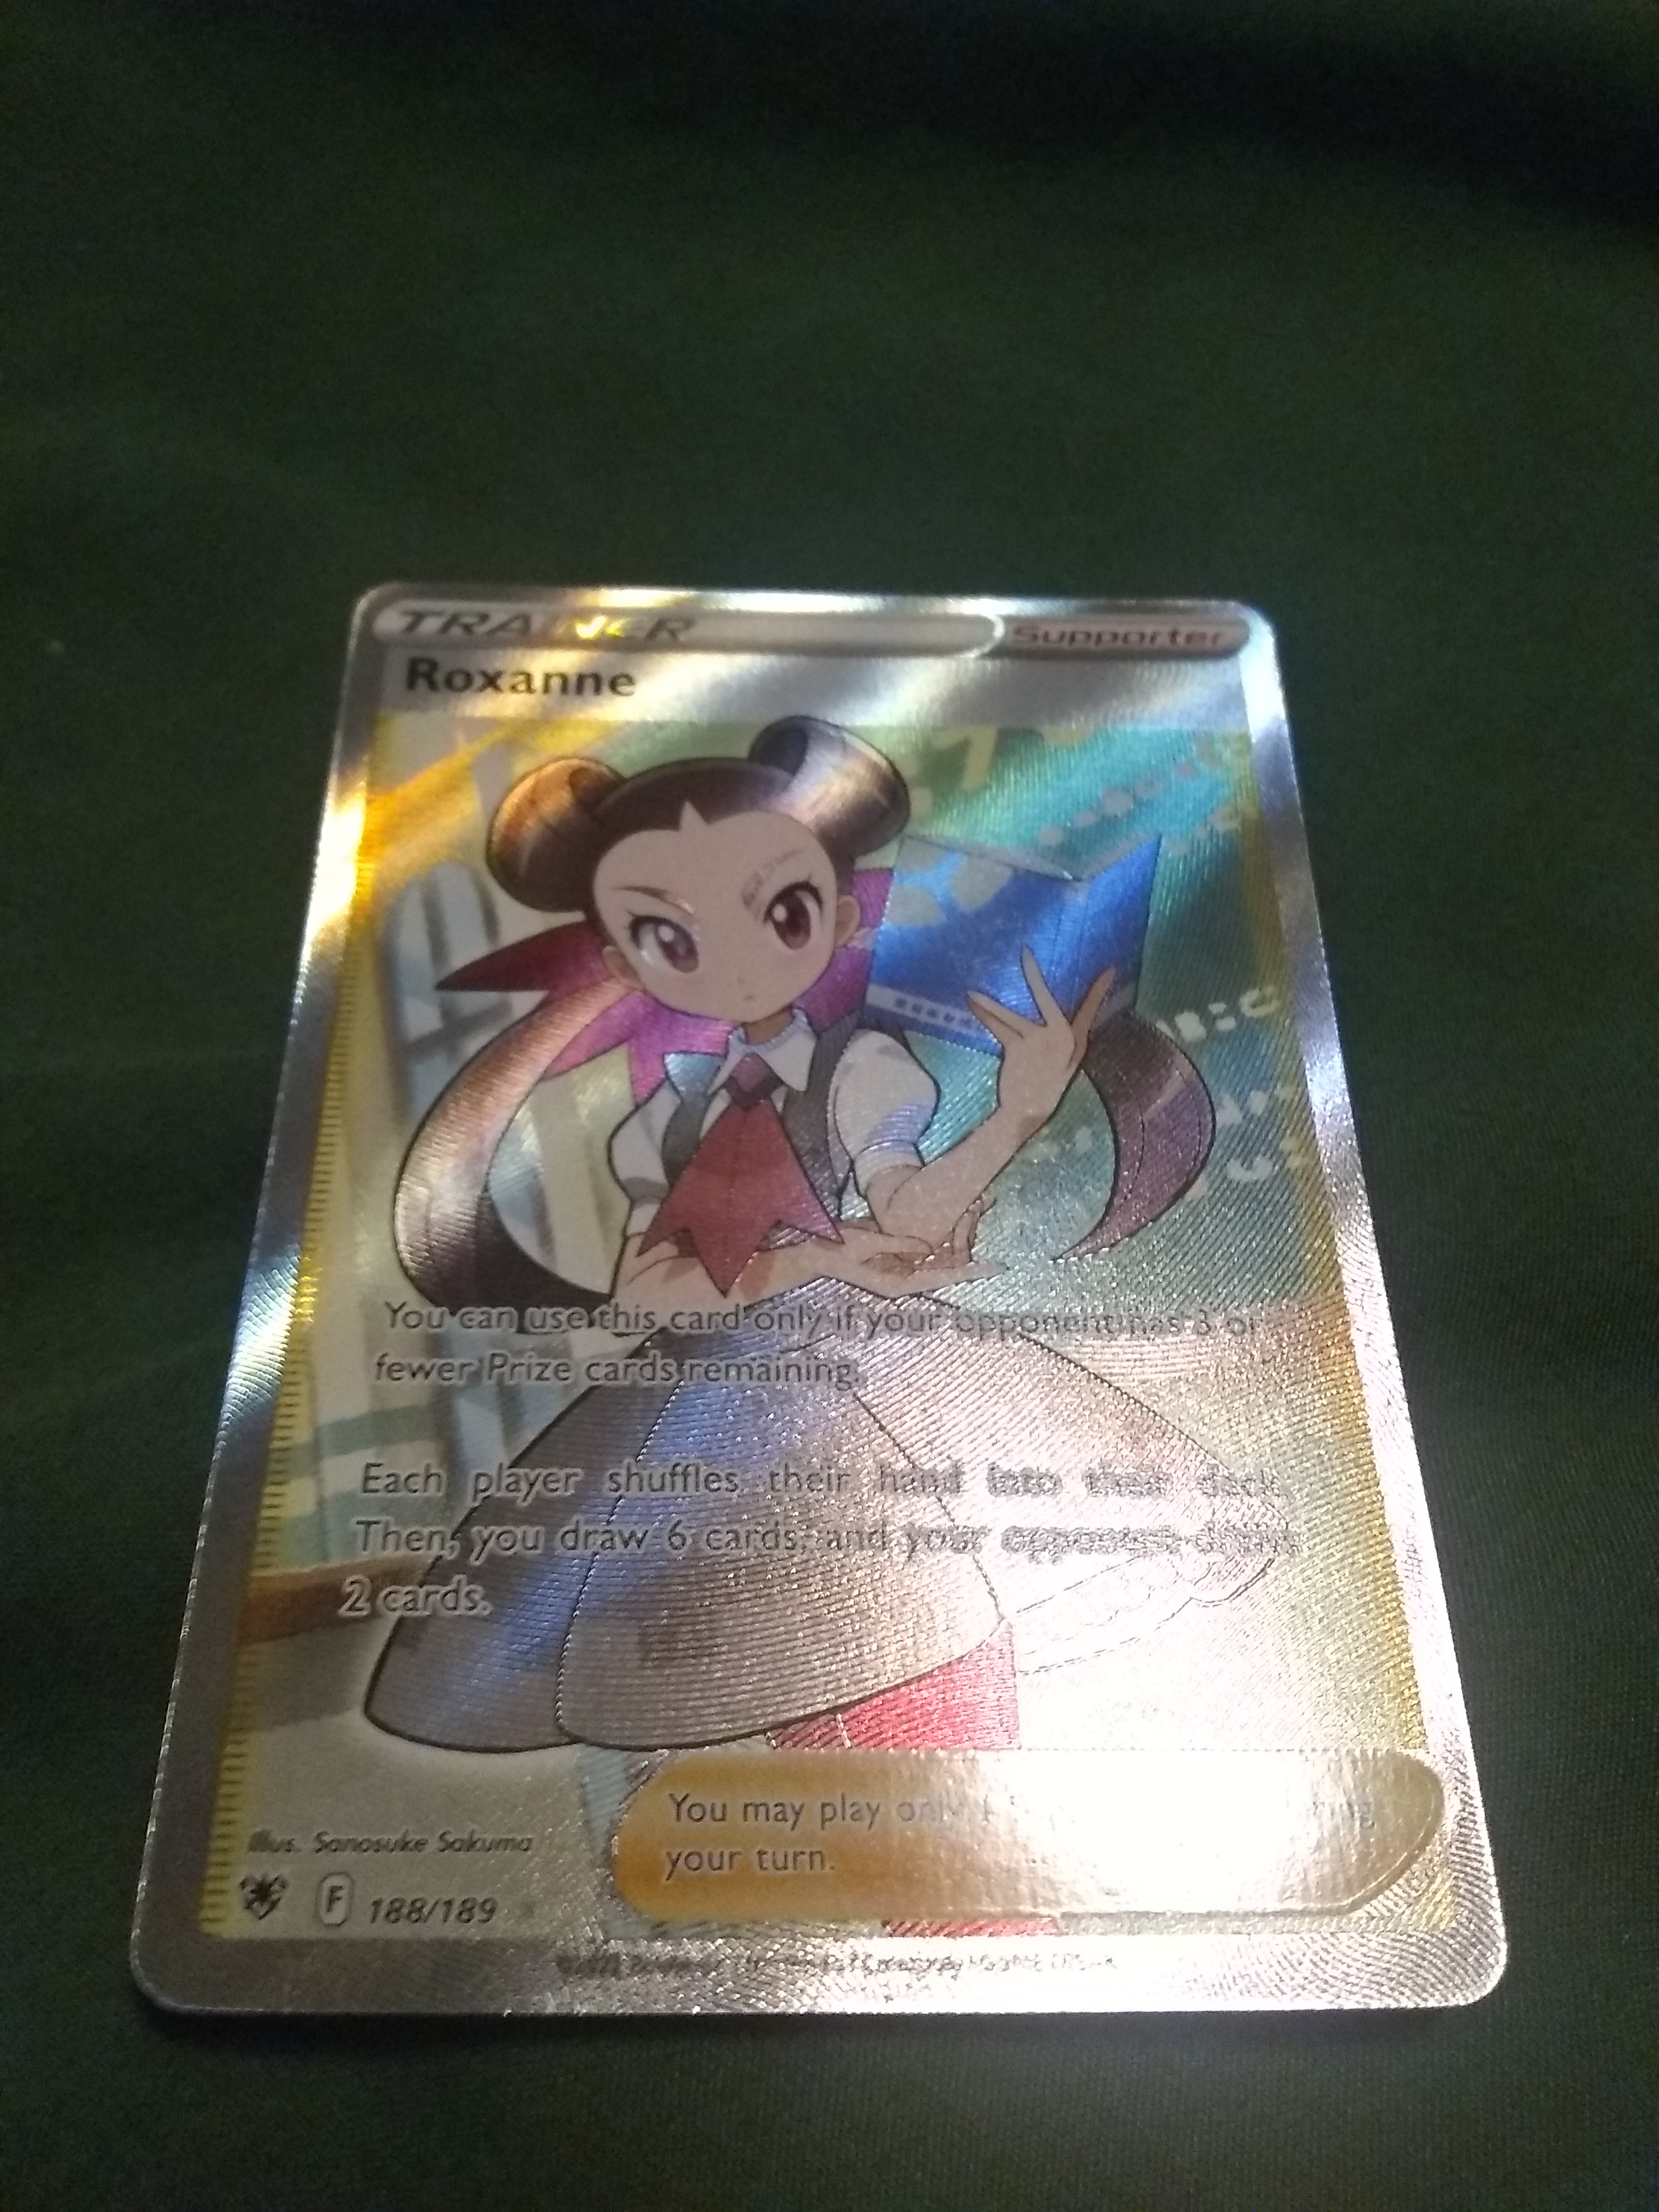 TRAINER
Supporter
Roxanne
You can use this card only if your opponent has 3 or
fewer Prize cards remaining.
Each player shuffles their hand into their deck.
Then, you draw 6 cards, and your opponent draws
2 cards.
You may play only 1
your turn.
Illus. Sanosuke Sakuma
F 188/189